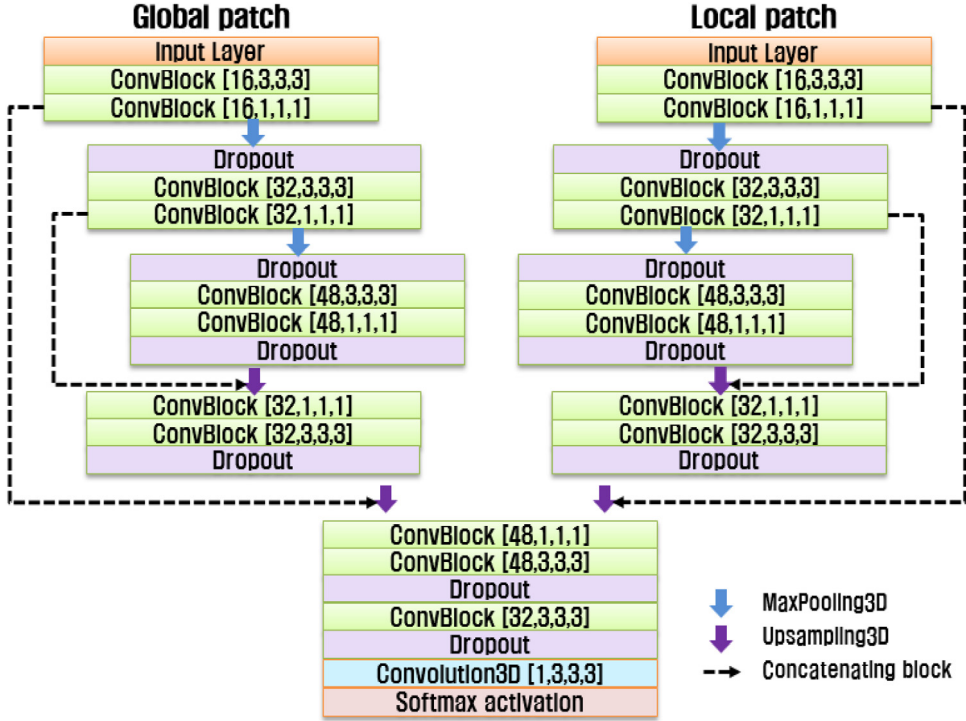 Global patch
Input Layer
ConvBlock [16,3,3,3]
ConvBlock [16,1,1,1]
Dropout
ConvBlock [32,3,3,3]
ConvBlock [32,1,1,1]
Dropout
ConvBlock [48,3,3,3]
ConvBlock [48,1,1,1]
Dropout
ConvBlock [32,1,1,1]
ConvBlock [32,3,3,3]
Dropout
Local patch
Input Layer
ConvBlock [16,3,3,3]
ConvBlock [16,1,1,1]
Dropout
ConvBlock [32,3,3,3]
ConvBlock [32,1,1,1]
Dropout
ConvBlock [48,3,3,3]
ConvBlock [48,1,1,1]
Dropout
ConvBlock [32,1,1,1]
ConvBlock [32,3,3,3]
Dropout
ConvBlock [48,1,1,1]
ConvBlock [48,3,3,3]
Dropout
ConvBlock [32,3,3,3]
Dropout
Convolution3D [1,3,3,3]
Softmax activation
MaxPooling3D
Upsampling3D
Concatenating block